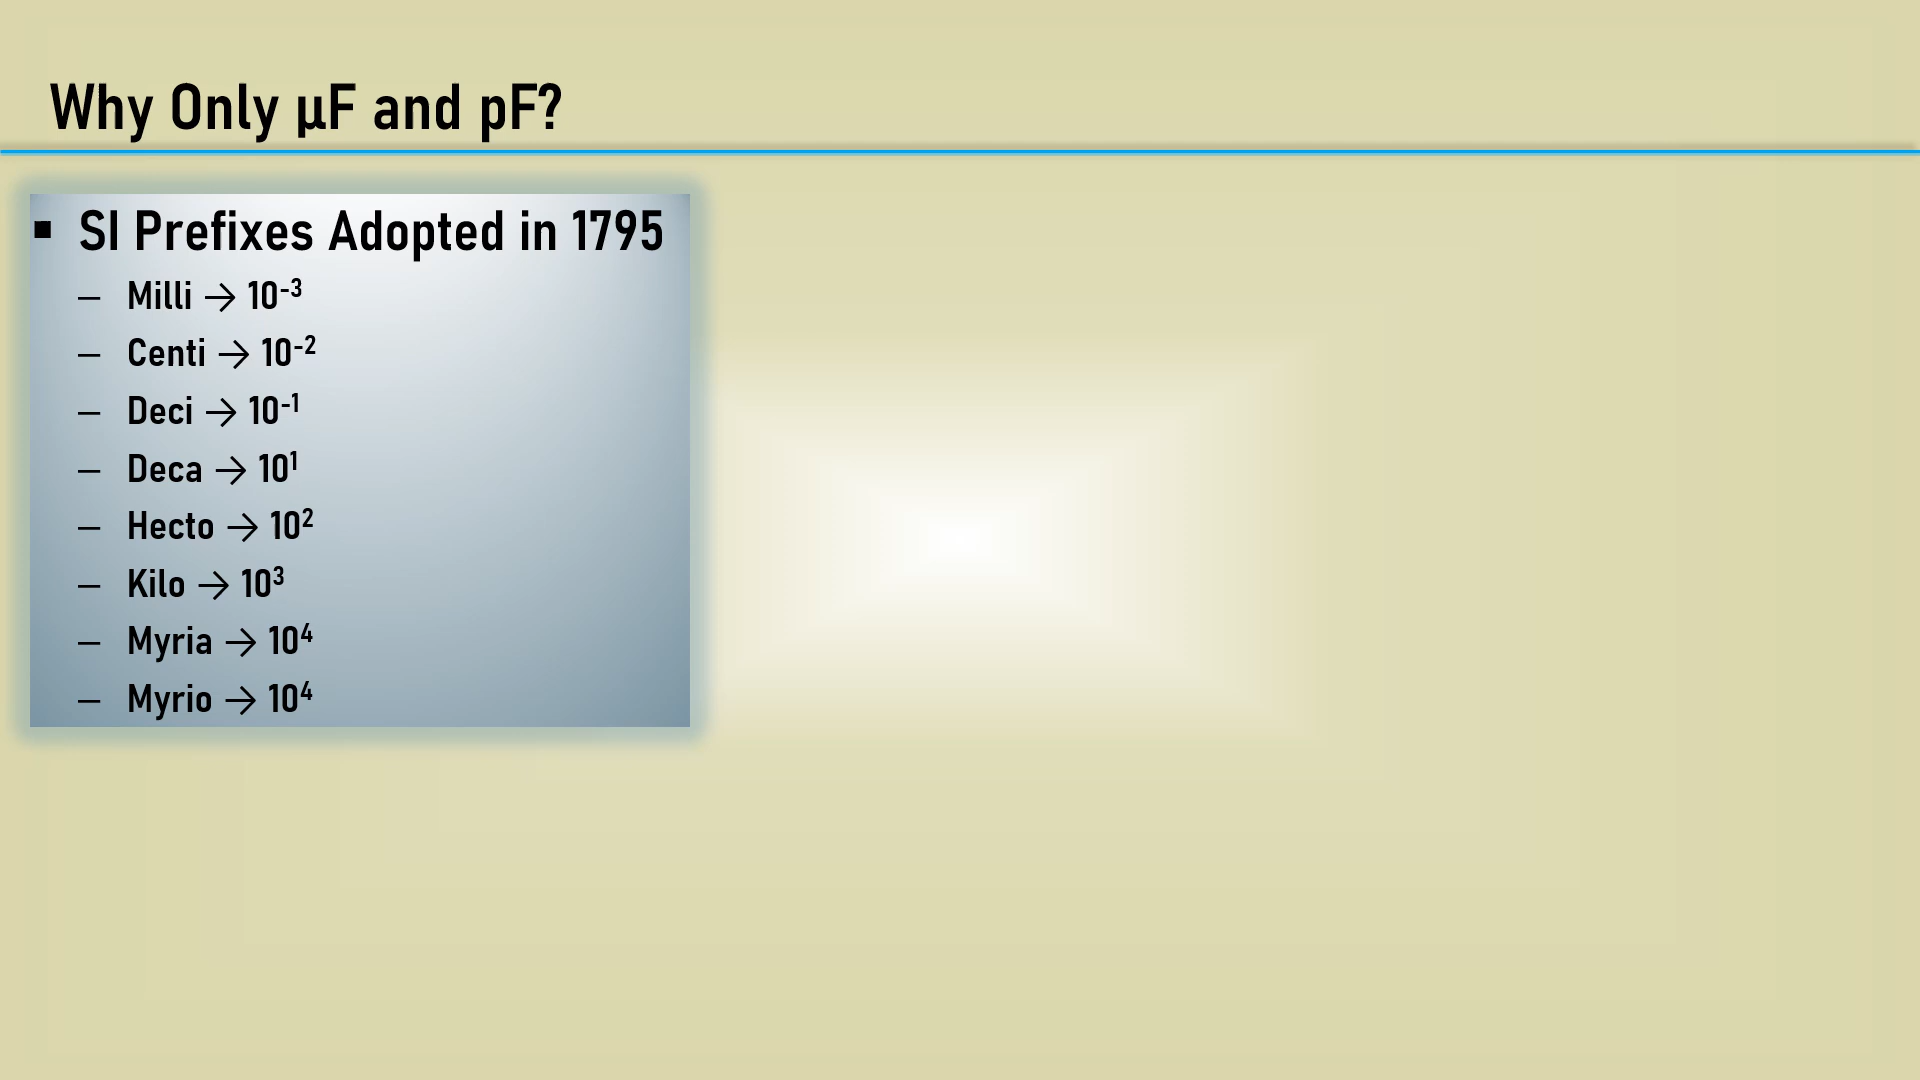 Why Only µF and pF?
▪ SI Prefixes Adopted in 1795
– Milli → 10⁻³
– Centi → 10⁻²
– Deci → 10⁻¹
– Deca → 10¹
– Hecto → 10²
– Kilo → 10³
– Myria → 10⁴
– Myrio → 10⁴